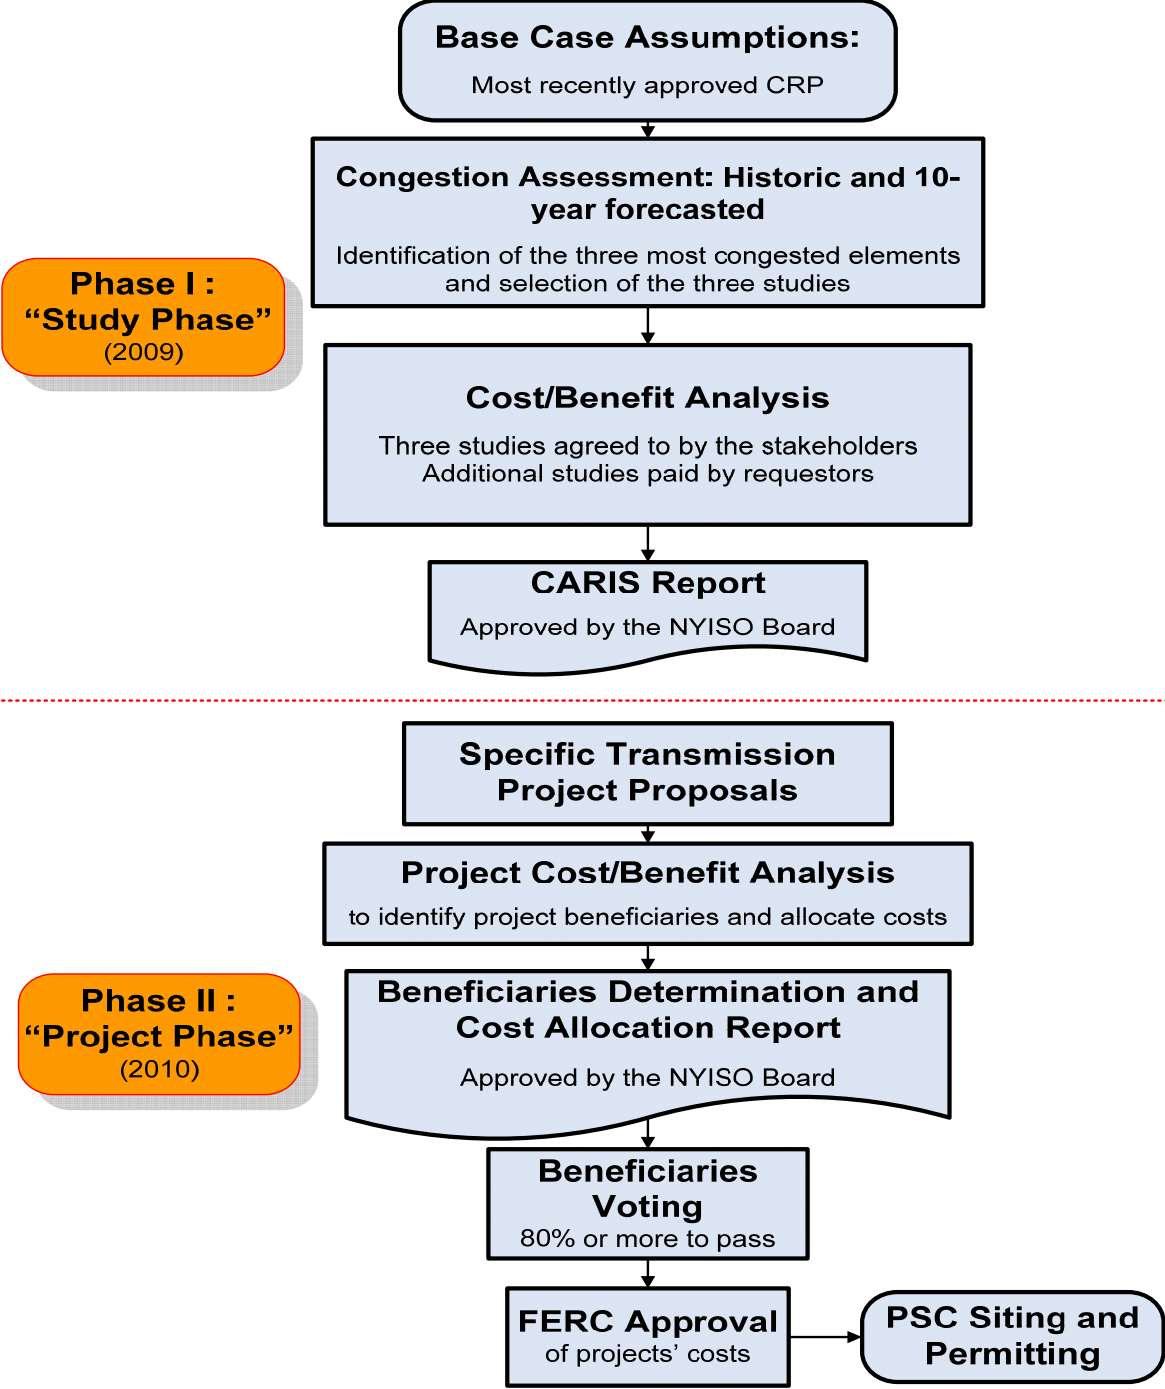 Base Case Assumptions:
Most recently approved CRP
Congestion Assessment: Historic and 10-
year forecasted
Identification of the three most congested elements
and selection of the three studies
Phase I :
“Study Phase”
(2009)
Cost/Benefit Analysis
Three studies agreed to by the stakeholders
Additional studies paid by requestors
CARIS Report
Approved by the NYISO Board
Specific Transmission
Project Proposals
Project Cost/Benefit Analysis
to identify project beneficiaries and allocate costs
Phase II :
“Project Phase”
(2010)
Beneficiaries Determination and
Cost Allocation Report
Approved by the NYISO Board
Beneficiaries
Voting
80% or more to pass
FERC Approval
of projects’ costs
PSC Siting and
Permitting